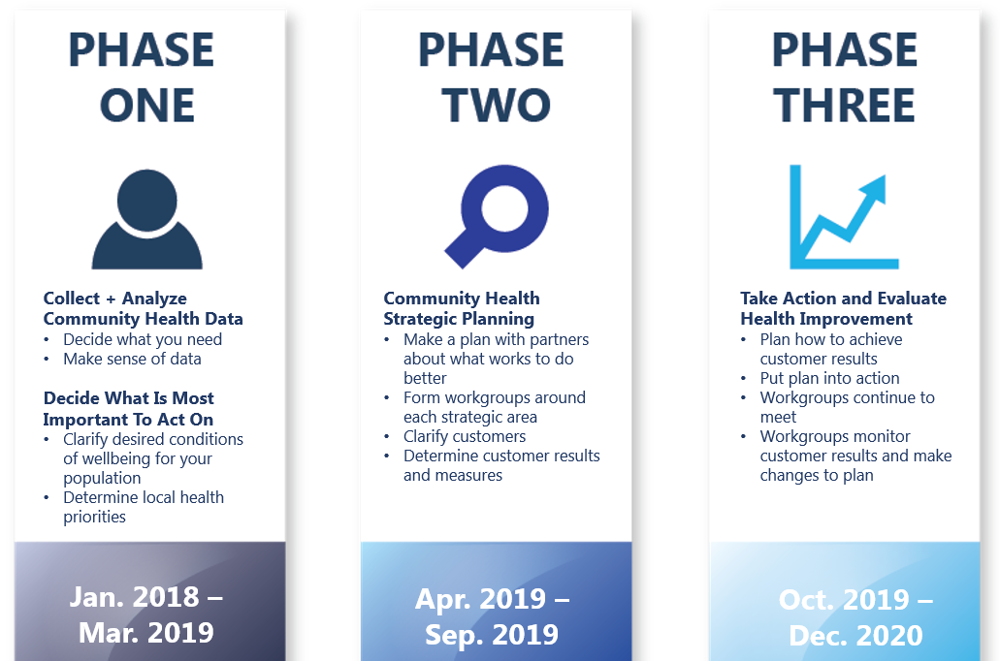 PHASE
ONE
Collect + Analyze
Community Health Data
• Decide what you need
• Make sense of data
Decide What Is Most
Important To Act On
• Clarify desired conditions
of wellbeing for your
population
• Determine local health
priorities
Jan. 2018 –
Mar. 2019
PHASE
TWO
Community Health
Strategic Planning
• Make a plan with partners
about what works to do
better
• Form workgroups around
each strategic area
• Clarify customers
• Determine customer results
and measures
Apr. 2019 –
Sep. 2019
PHASE
THREE
Take Action and Evaluate
Health Improvement
• Plan how to achieve
customer results
• Put plan into action
• Workgroups continue to
meet
• Workgroups monitor
customer results and make
changes to plan
Oct. 2019 –
Dec. 2020